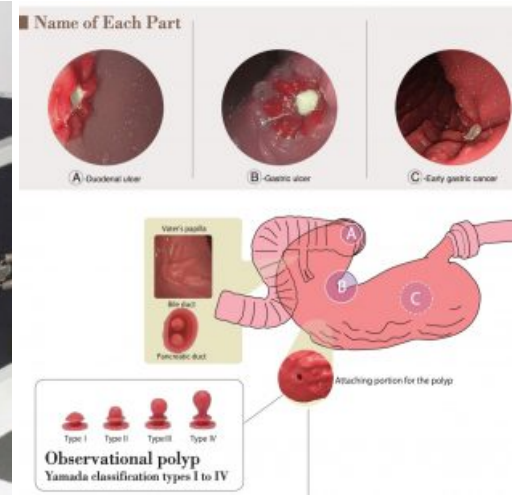 Name of Each Part
A -Duodenal ulcer
B -Gastric ulcer
C -Early gastric cancer
Vater's papilla
Bile duct
Pancreatic duct
A
B
C
Attaching portion for the polyp
Type I
Type II
Type III
Type IV
Observational polyp
Yamada classification types I to IV